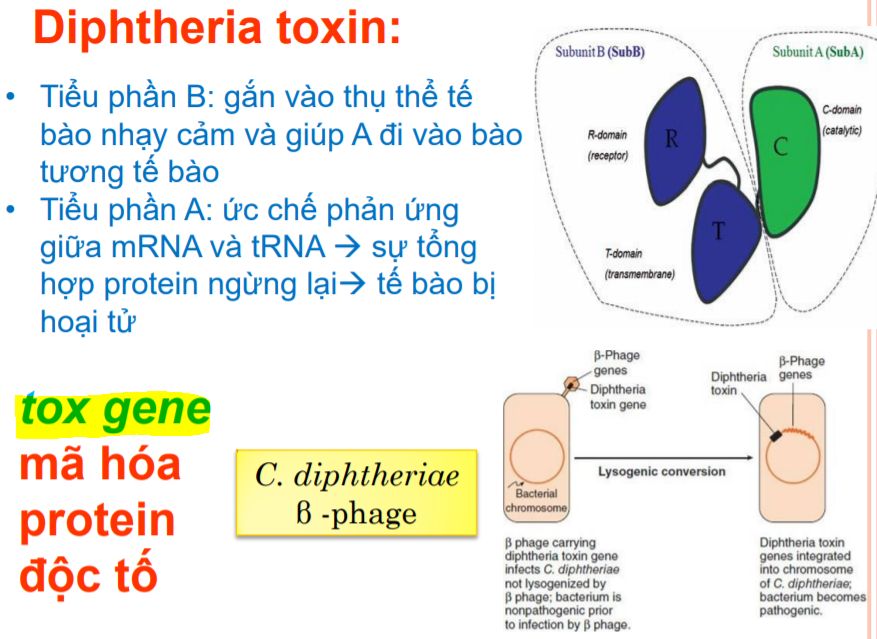 Diphtheria toxin:
• Tiểu phần B: gắn vào thụ thể tế
bào nhạy cảm và giúp A đi vào bào
tương tế bào
• Tiểu phần A: ức chế phản ứng
giữa mRNA và tRNA → sự tổng
hợp protein ngừng lại→ tế bào bị
hoại tử
Subunit B (SubB)
Subunit A (SubA)
R-domain
(receptor)
R
C-domain
(catalytic)
C
T
T-domain
(transmembrane)
tox gene
mã hóa
protein
độc tố
C. diphtheriae
β -phage
β-Phage
genes
Diphtheria
toxin gene
Bacterial
chromosome
Lysogenic conversion
Diphtheria
toxin
β-Phage
genes
β phage carrying
diphtheria toxin gene
infects C. diphtheriae
not lysogenized by
β phage; bacterium is
nonpathogenic prior
to infection by β phage.
Diphtheria toxin
genes integrated
into chromosome
of C. diphtheriae;
bacterium becomes
pathogenic.